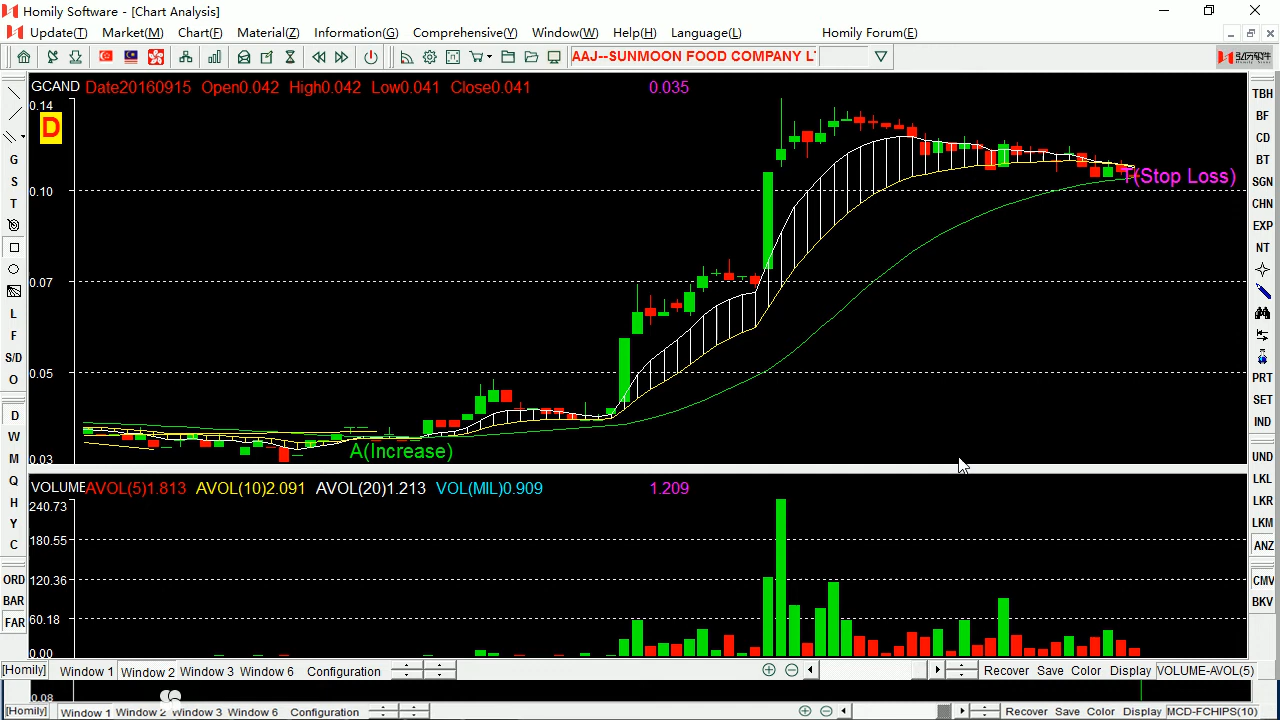 Homily Software - [Chart Analysis]
Update(T) Market(M) Chart(F) Material(Z) Information(G) Comprehensive(Y) Window(W) Help(H) Language(L) Homily Forum(E)
AAJ--SUNMOON FOOD COMPANY LT
GCAND Date20160915 Open0.042 High0.042 Low0.041 Close0.041 0.035
TBH
0.14
D
BF
CD
G
BT
S
(Stop Loss)
SGN
0.10
T
CHN
EXP
NT
0.07
L
F
S/D
0.05
PRT
O
SET
D
IND
W
A(Increase)
UND
M
0.03
LKL
Q
VOLUME AVOL(5)1.813 AVOL(10)2.091 AVOL(20)1.213 VOL(MIL)0.909 1.209
H
240.73
LKR
Y
LKM
180.55
C
ANZ
ORD
120.36
CMV
BAR
BKV
FAR
60.18
0.00
[Homily] Window 1 Window 2 Window 3 Window 6 Configuration Recover Save Color Display VOLUME-AVOL(5)
0.08
[Homily] Window 1 Window 2 Window 3 Window 6 Configuration Recover Save Color Display MCD-FCHIPS(10)